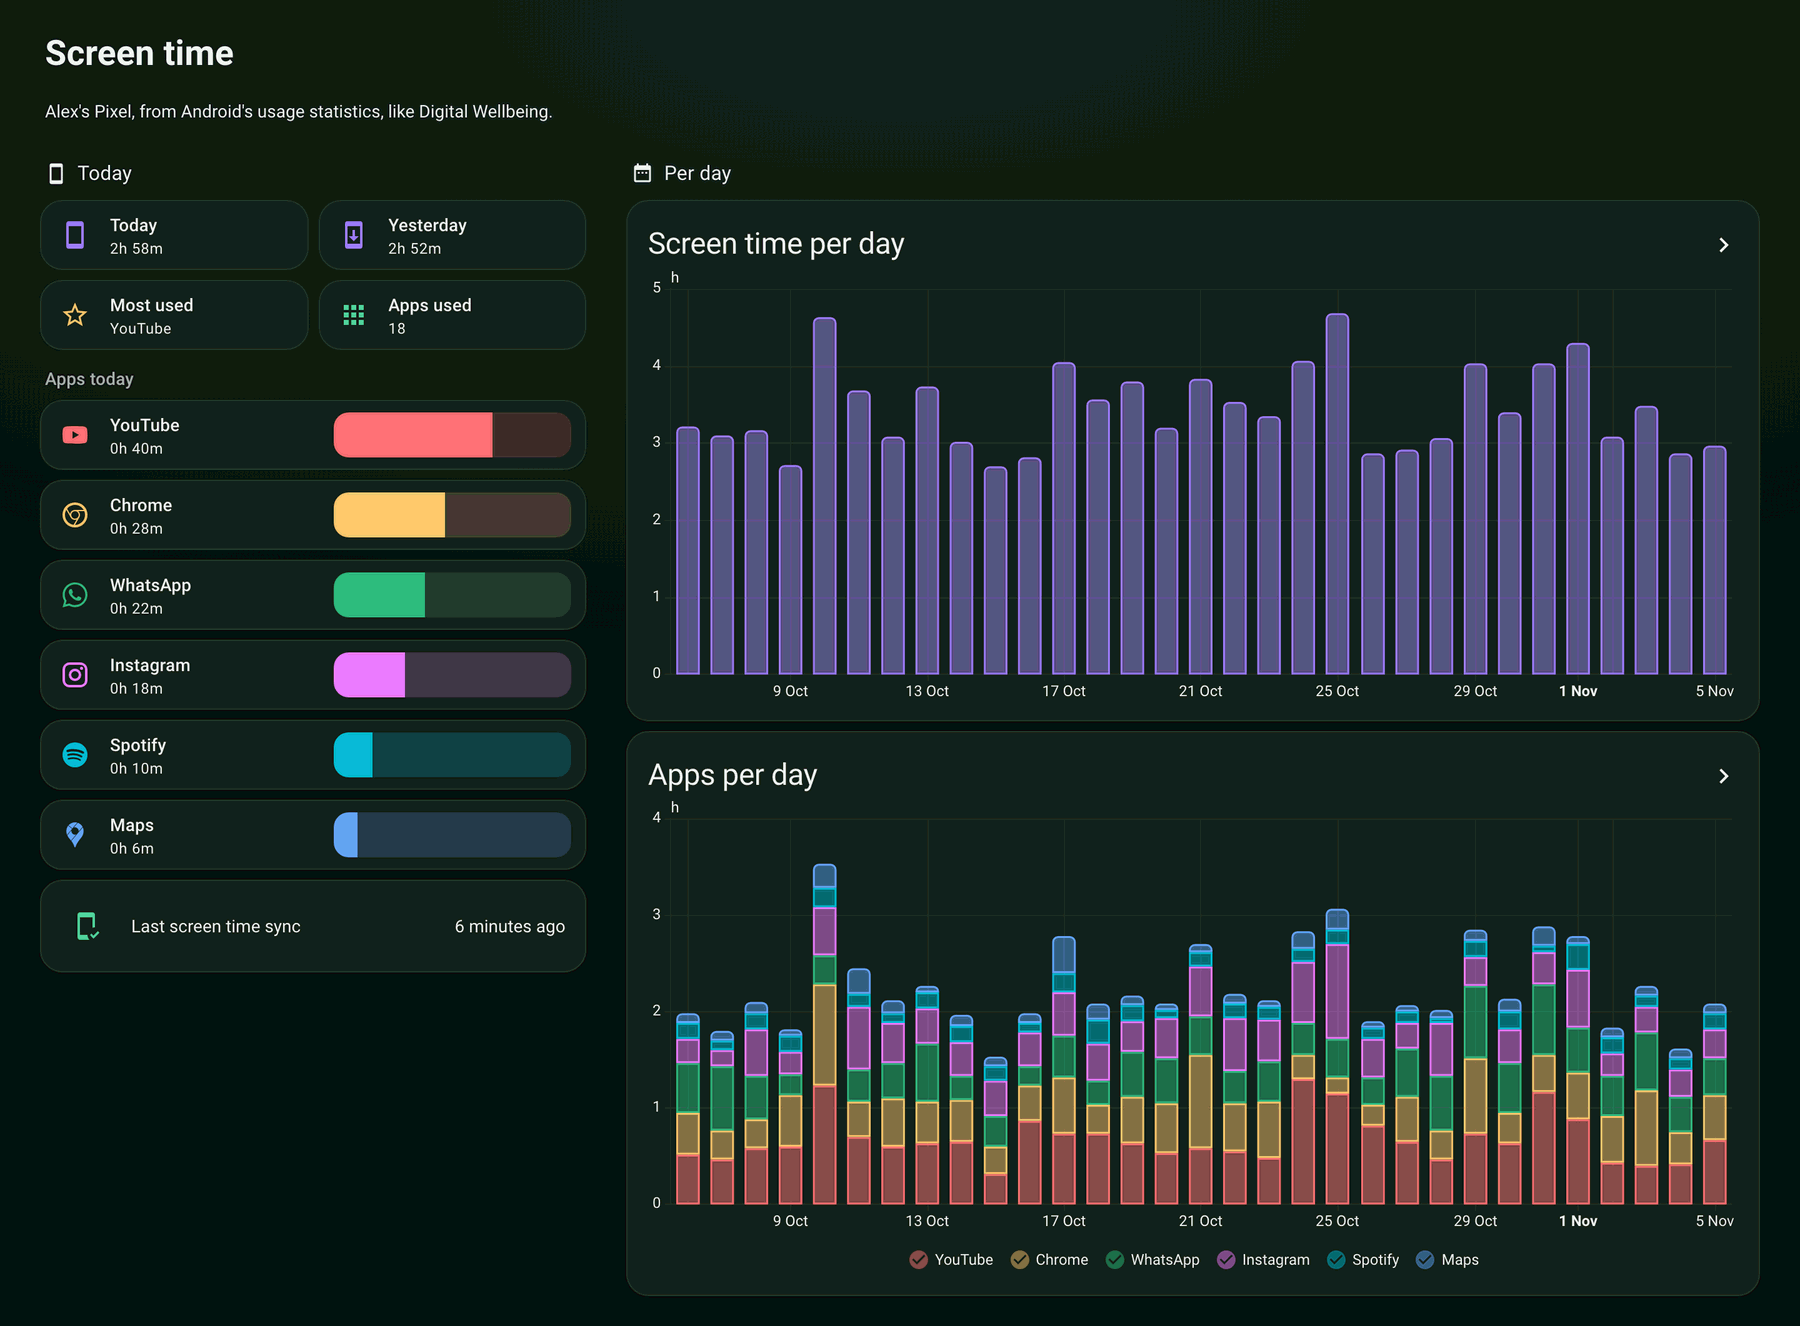 Screen time
Alex's Pixel, from Android's usage statistics, like Digital Wellbeing.
Today
Today
2h 58m
Yesterday
2h 52m
Most used
YouTube
Apps used
18
Apps today
YouTube
0h 40m
Chrome
0h 28m
WhatsApp
0h 22m
Instagram
0h 18m
Spotify
0h 10m
Maps
0h 6m
Last screen time sync
6 minutes ago
Per day
Screen time per day
h
5
4
3
2
1
0
9 Oct
13 Oct
17 Oct
21 Oct
25 Oct
29 Oct
1 Nov
5 Nov
Apps per day
h
4
3
2
1
0
9 Oct
13 Oct
17 Oct
21 Oct
25 Oct
29 Oct
1 Nov
5 Nov
YouTube
Chrome
WhatsApp
Instagram
Spotify
Maps